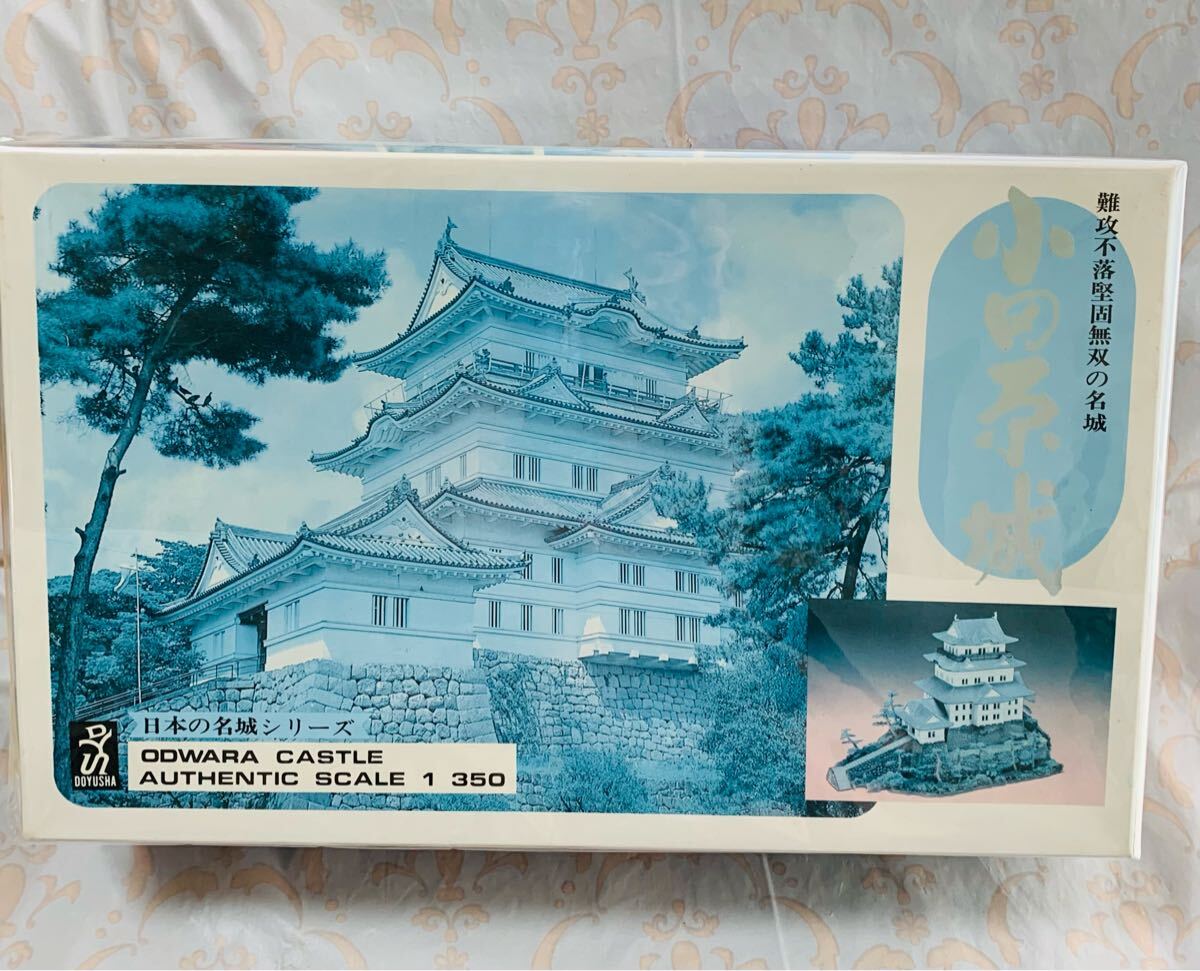 難攻不落堅固無双の名城
小田原城
日本の名城シリーズ
ODWARA CASTLE
AUTHENTIC SCALE 1 350
DOYUSHA